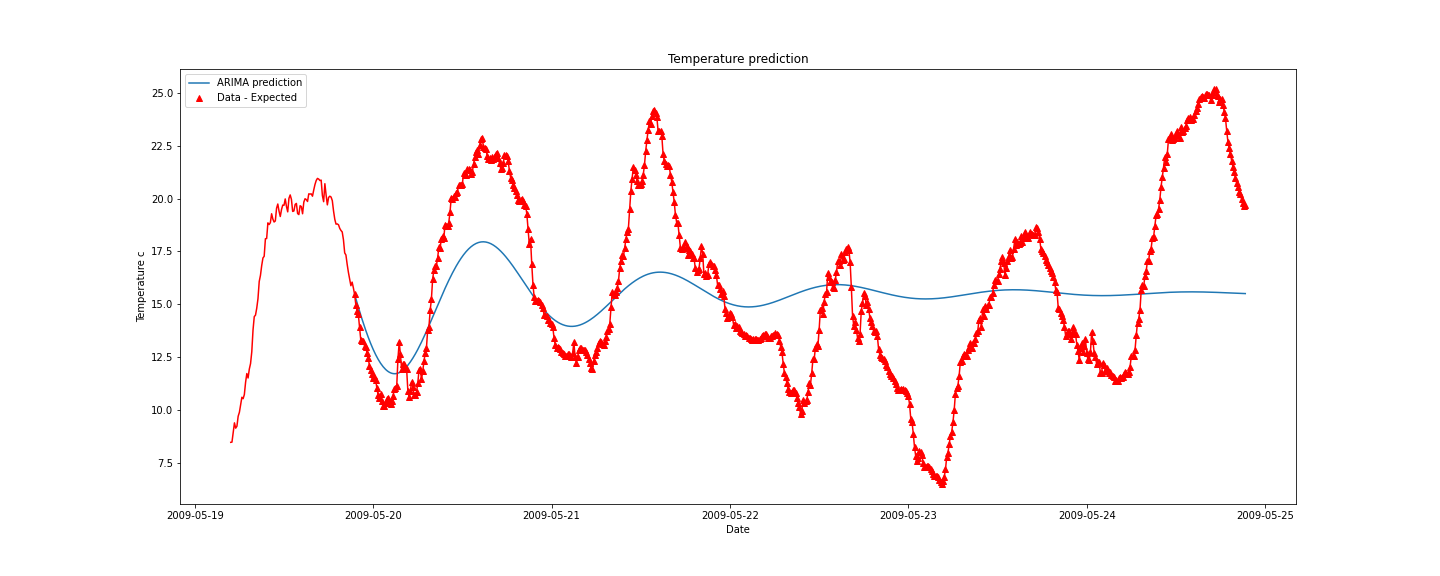 Temperature prediction
ARIMA prediction
Data - Expected
25.0
22.5
20.0
17.5
15.0
12.5
10.0
7.5
Temperature c
2009-05-19 2009-05-20 2009-05-21 2009-05-22 2009-05-23 2009-05-24 2009-05-25
Date